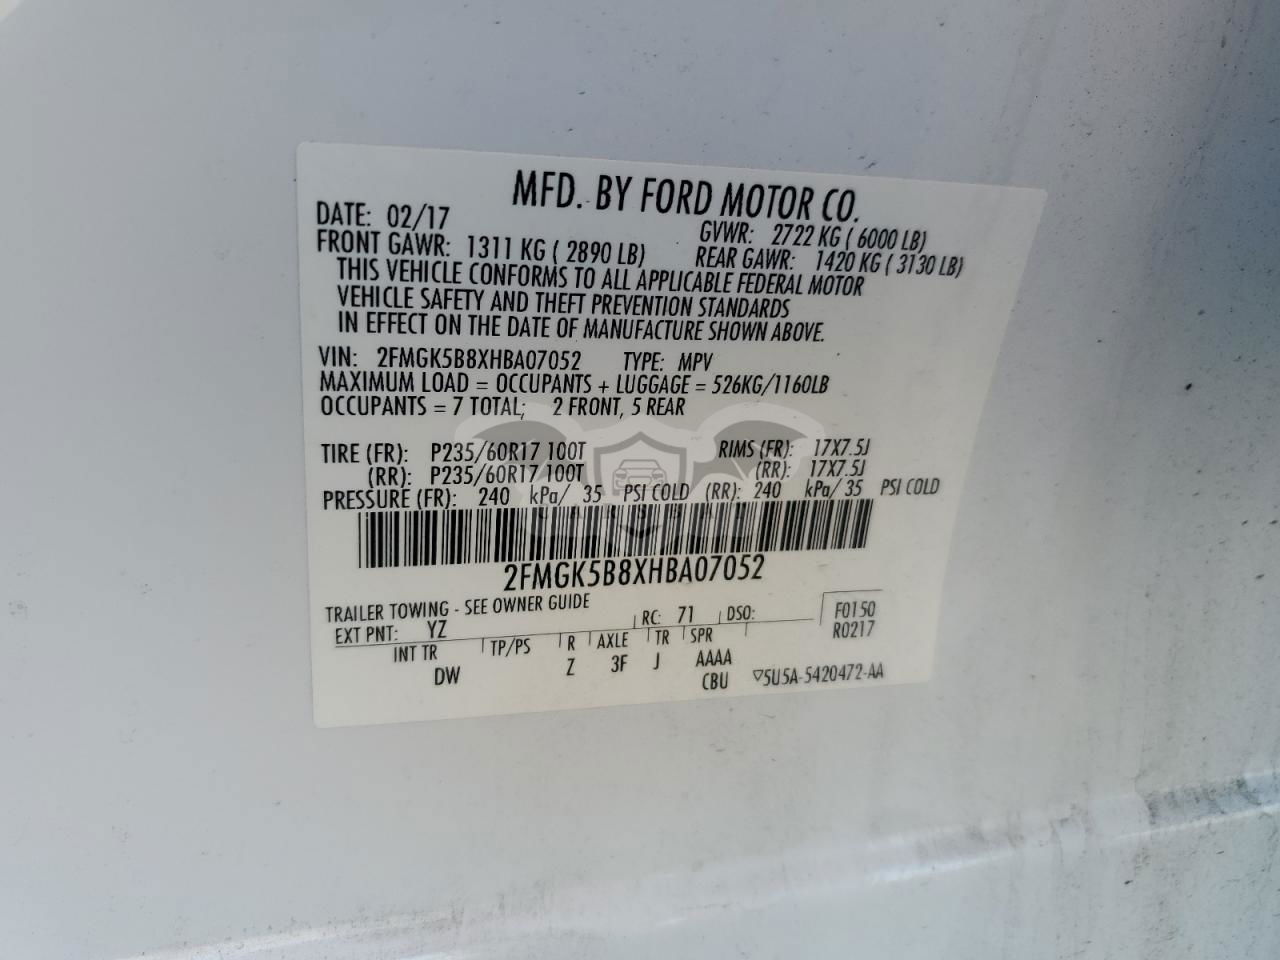 MFD. BY FORD MOTOR CO.
DATE: 02/17 GVWR: 2722 KG ( 6000 LB)
FRONT GAWR: 1311 KG ( 2890 LB) REAR GAWR: 1420 KG ( 3130 LB)
THIS VEHICLE CONFORMS TO ALL APPLICABLE FEDERAL MOTOR
VEHICLE SAFETY AND THEFT PREVENTION STANDARDS
IN EFFECT ON THE DATE OF MANUFACTURE SHOWN ABOVE.
VIN: 2FMGK5B8XHBA07052 TYPE: MPV
MAXIMUM LOAD = OCCUPANTS + LUGGAGE = 526KG/1160LB
OCCUPANTS = 7 TOTAL; 2 FRONT, 5 REAR
TIRE (FR): P235/60R17 100T RIMS (FR): 17X7.5J
(RR): P235/60R17 100T (RR): 17X7.5J
PRESSURE (FR): 240 kPa/ 35 PSI COLD (RR): 240 kPa/ 35 PSI COLD
2FMGK5B8XHBA07052
TRAILER TOWING - SEE OWNER GUIDE
EXT PNT: YZ RC: 71 DSO: F0150
R0217
INT TR TP/PS R AXLE TR SPR
DW Z 3F J AAAA
CBU ▽5U5A-5420472-AA